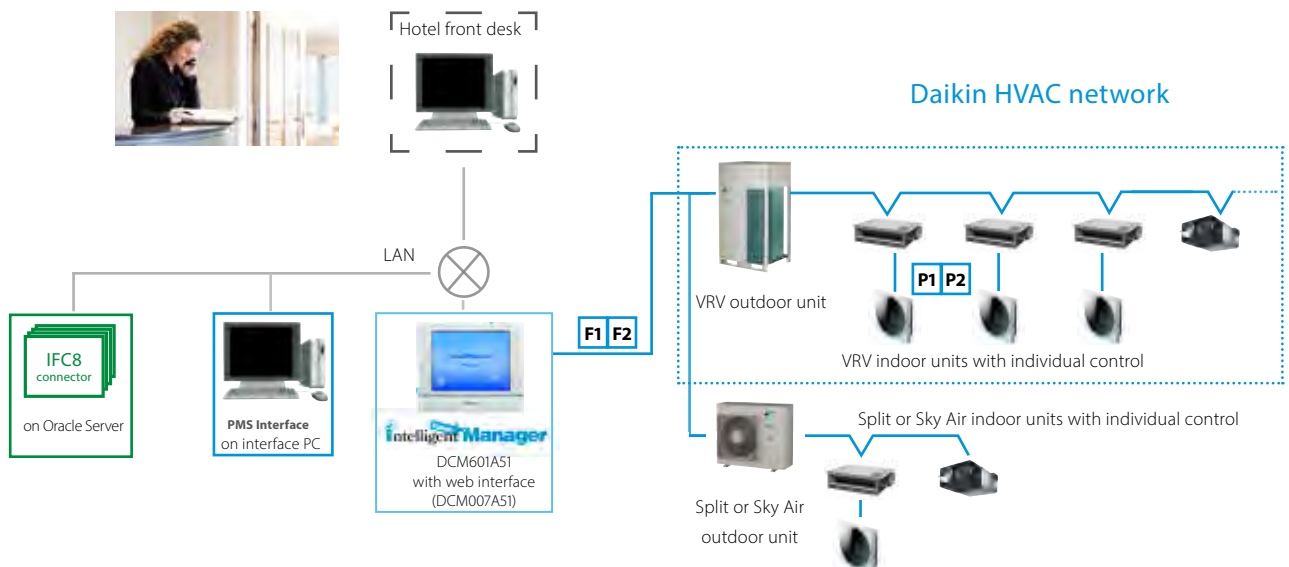 Hotel front desk
Daikin HVAC network
LAN
F1 F2
VRV outdoor unit
P1 P2
VRV indoor units with individual control
IFC8
connector
on Oracle Server
PMS Interface
on interface PC
intelligent Manager
DCM601A51
with web interface
(DCM007A51)
Split or Sky Air indoor units with individual control
Split or Sky Air
outdoor unit